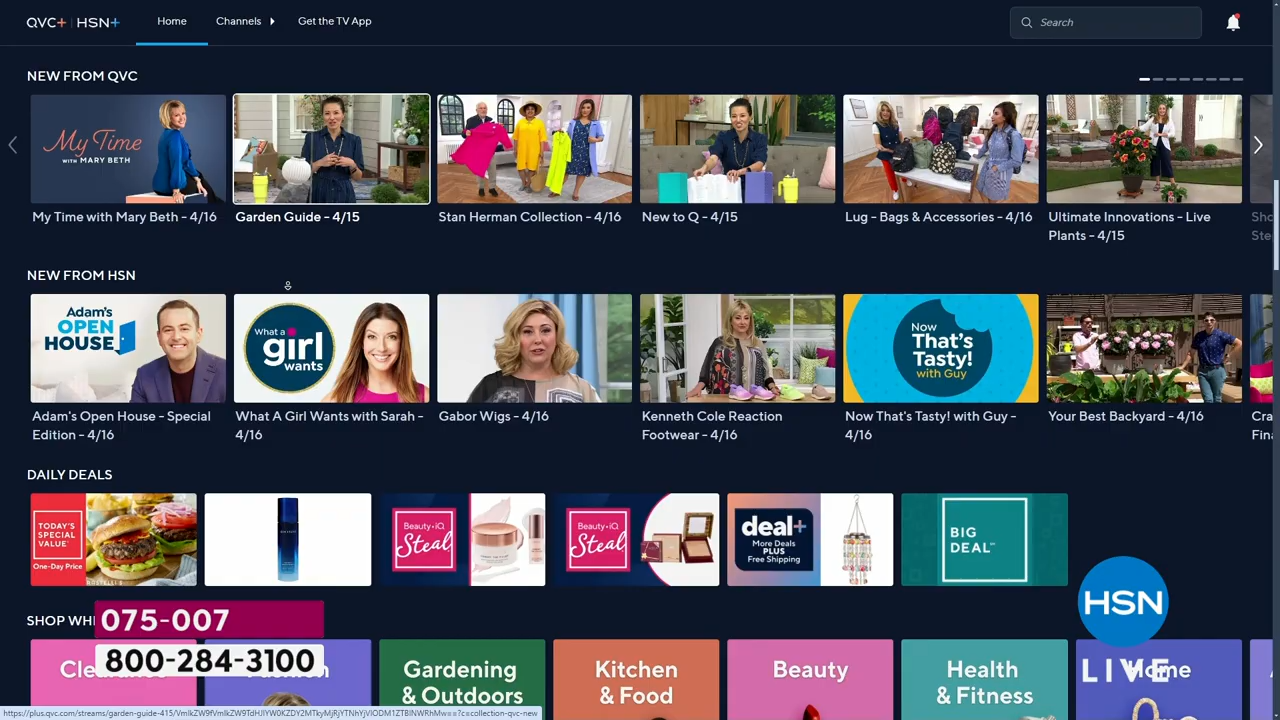 QVC+ | HSN+
Home
Channels
Get the TV App
Search
NEW FROM QVC
My Time
WITH MARY BETH
My Time with Mary Beth - 4/16
Garden Guide - 4/15
Stan Herman Collection - 4/16
New to Q - 4/15
Lug - Bags & Accessories - 4/16
Ultimate Innovations - Live
Plants - 4/15
NEW FROM HSN
Adam's
OPEN
HOUSE
What a
girl
wants
Now
That's
Tasty!
with Guy
Adam's Open House - Special
Edition - 4/16
What A Girl Wants with Sarah -
4/16
Gabor Wigs - 4/16
Kenneth Cole Reaction
Footwear - 4/16
Now That's Tasty! with Guy -
4/16
Your Best Backyard - 4/16
DAILY DEALS
TODAY'S
SPECIAL
VALUE
One-Day Price
Beauty·iQ
Steal
Beauty·iQ
Steal
deal+
More Deals
PLUS
Free Shipping
BIG
DEAL
075-007
800-284-3100
Gardening
& Outdoors
Kitchen
& Food
Beauty
Health
& Fitness
Home
HSN
LIVE